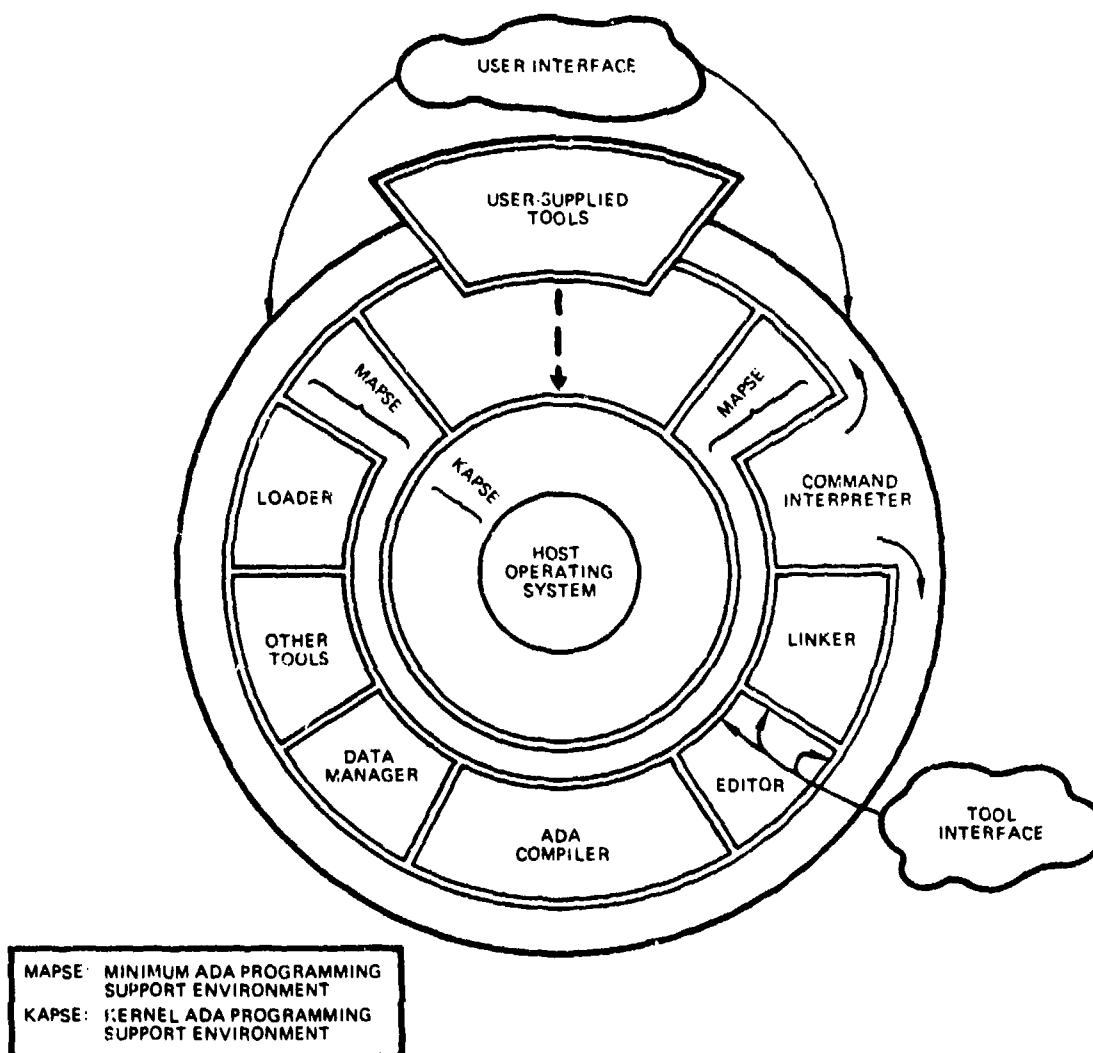 USER INTERFACE
USER-SUPPLIED
TOOLS
MAPSE
MAPSE
KAPSE
LOADER
COMMAND
INTERPRETER
HOST
OPERATING
SYSTEM
OTHER
TOOLS
LINKER
DATA
MANAGER
EDITOR
ADA
COMPILER
TOOL
INTERFACE
MAPSE: MINIMUM ADA PROGRAMMING
SUPPORT ENVIRONMENT
KAPSE: KERNEL ADA PROGRAMMING
SUPPORT ENVIRONMENT